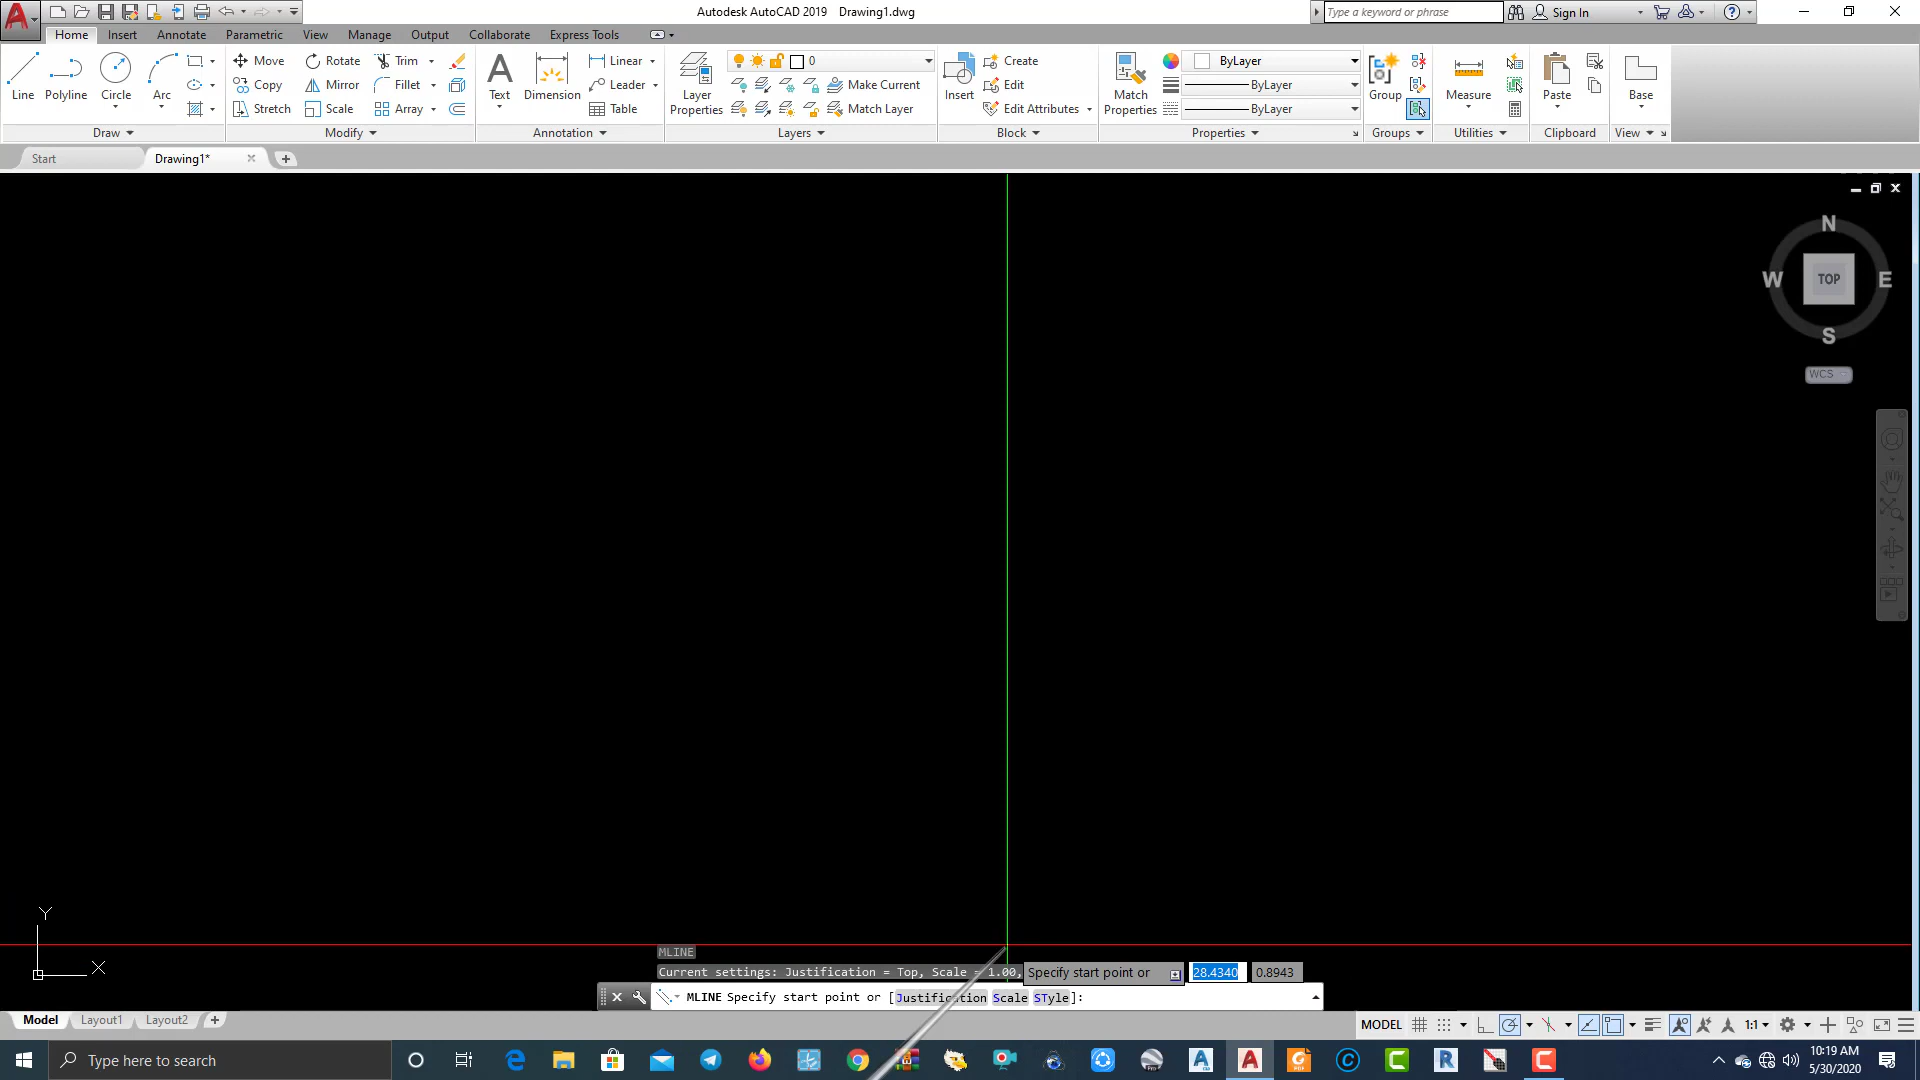 Autodesk AutoCAD 2019 Drawing1.dwg
Type a keyword or phrase
Sign In
Home Insert Annotate Parametric View Manage Output Collaborate Express Tools
Line Polyline Circle Arc
Draw
Move Rotate Trim
Copy Mirror Fillet
Stretch Scale Array
Modify
Text Dimension
Linear
Leader
Table
Annotation
Layer Properties
0
Make Current
Match Layer
Layers
Insert
Create
Edit
Edit Attributes
Block
Match Properties
ByLayer
ByLayer
ByLayer
Properties
Group
Groups
Measure
Utilities
Paste
Clipboard
Base
View
Start Drawing1*
N
W TOP E
S
WCS
Y
X
MLINE
Current settings: Justification = Top, Scale = 1.00,
Specify start point or 28.4340 0.8943
MLINE Specify start point or [Justification Scale STyle]:
Model Layout1 Layout2
MODEL 1:1
Type here to search
10:19 AM
5/30/2020